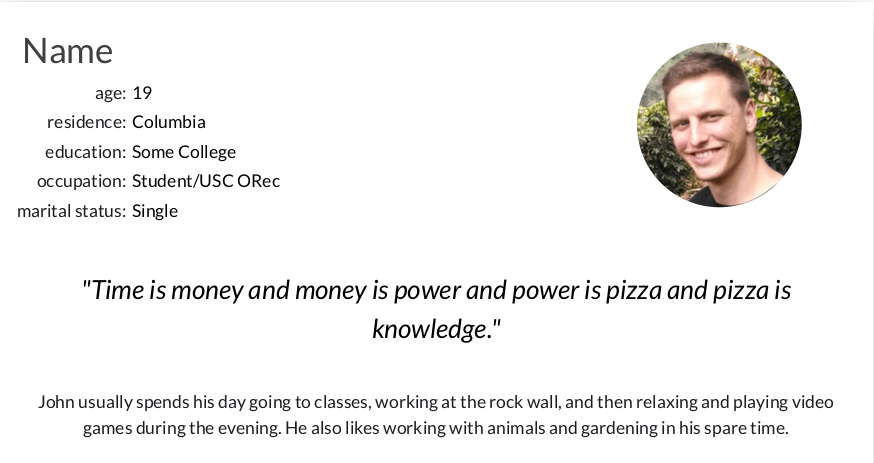 Name
age: 19
residence: Columbia
education: Some College
occupation: Student/USC ORec
marital status: Single
"Time is money and money is power and power is pizza and pizza is
knowledge."
John usually spends his day going to classes, working at the rock wall, and then relaxing and playing video
games during the evening. He also likes working with animals and gardening in his spare time.